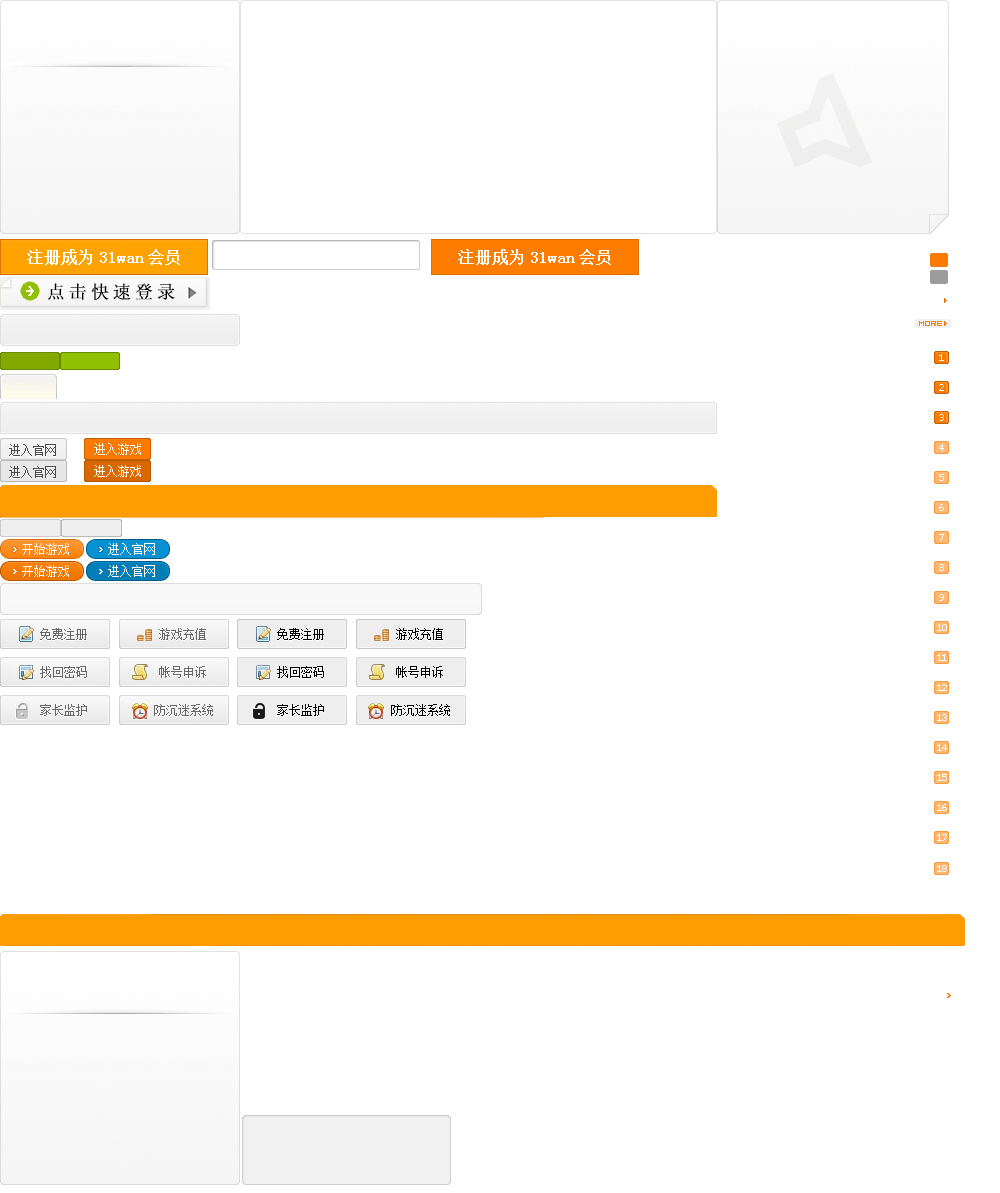 注册成为 31wan 会员 注册成为 31wan 会员
点击快速登录
MORE
1
2
3
进入官网 进入游戏
4
进入官网 进入游戏
5
6
› 开始游戏 › 进入官网
7
› 开始游戏 › 进入官网
8
9
免费注册 游戏充值 免费注册 游戏充值
10
11
找回密码 帐号申诉 找回密码 帐号申诉
12
家长监护 防沉迷系统 家长监护 防沉迷系统
13
14
15
16
17
18
›